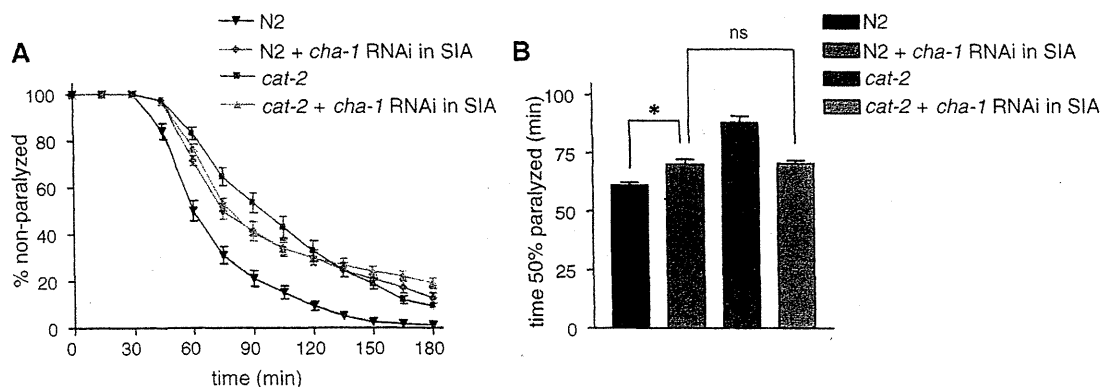 A
N2
N2 + cha-1 RNAi in SIA
cat-2
cat-2 + cha-1 RNAi in SIA
% non-paralyzed
100
80
60
40
20
0
0
30
60
90
120
150
180
time (min)
B
ns
*
N2
N2 + cha-1 RNAi in SIA
cat-2
cat-2 + cha-1 RNAi in SIA
time 50% paralyzed (min)
100
75
50
25
0